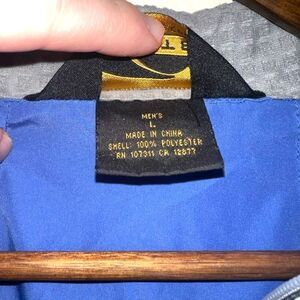 MEN'S
L
MADE IN CHINA
SHELL: 100% POLYESTER
RN 107311 CA 12877